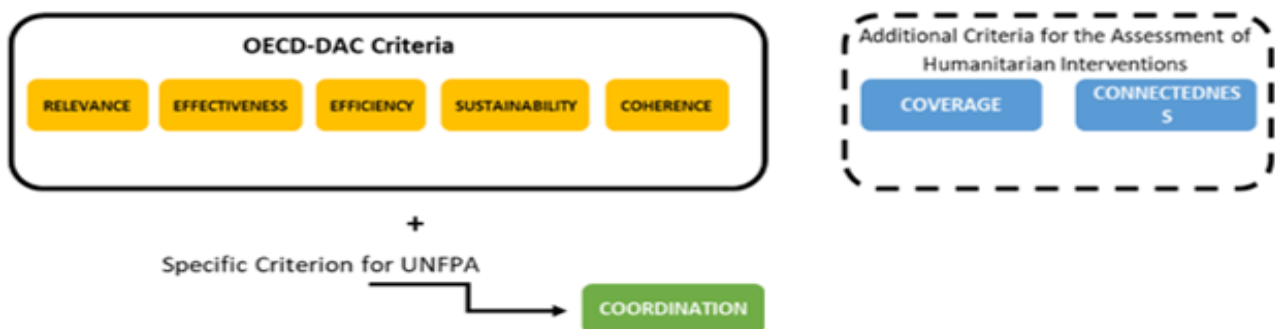 OECD-DAC Criteria
RELEVANCE
EFFECTIVENESS
EFFICIENCY
SUSTAINABILITY
COHERENCE
Additional Criteria for the Assessment of
Humanitarian Interventions
COVERAGE
CONNECTEDNES
S
+
Specific Criterion for UNFPA
COORDINATION